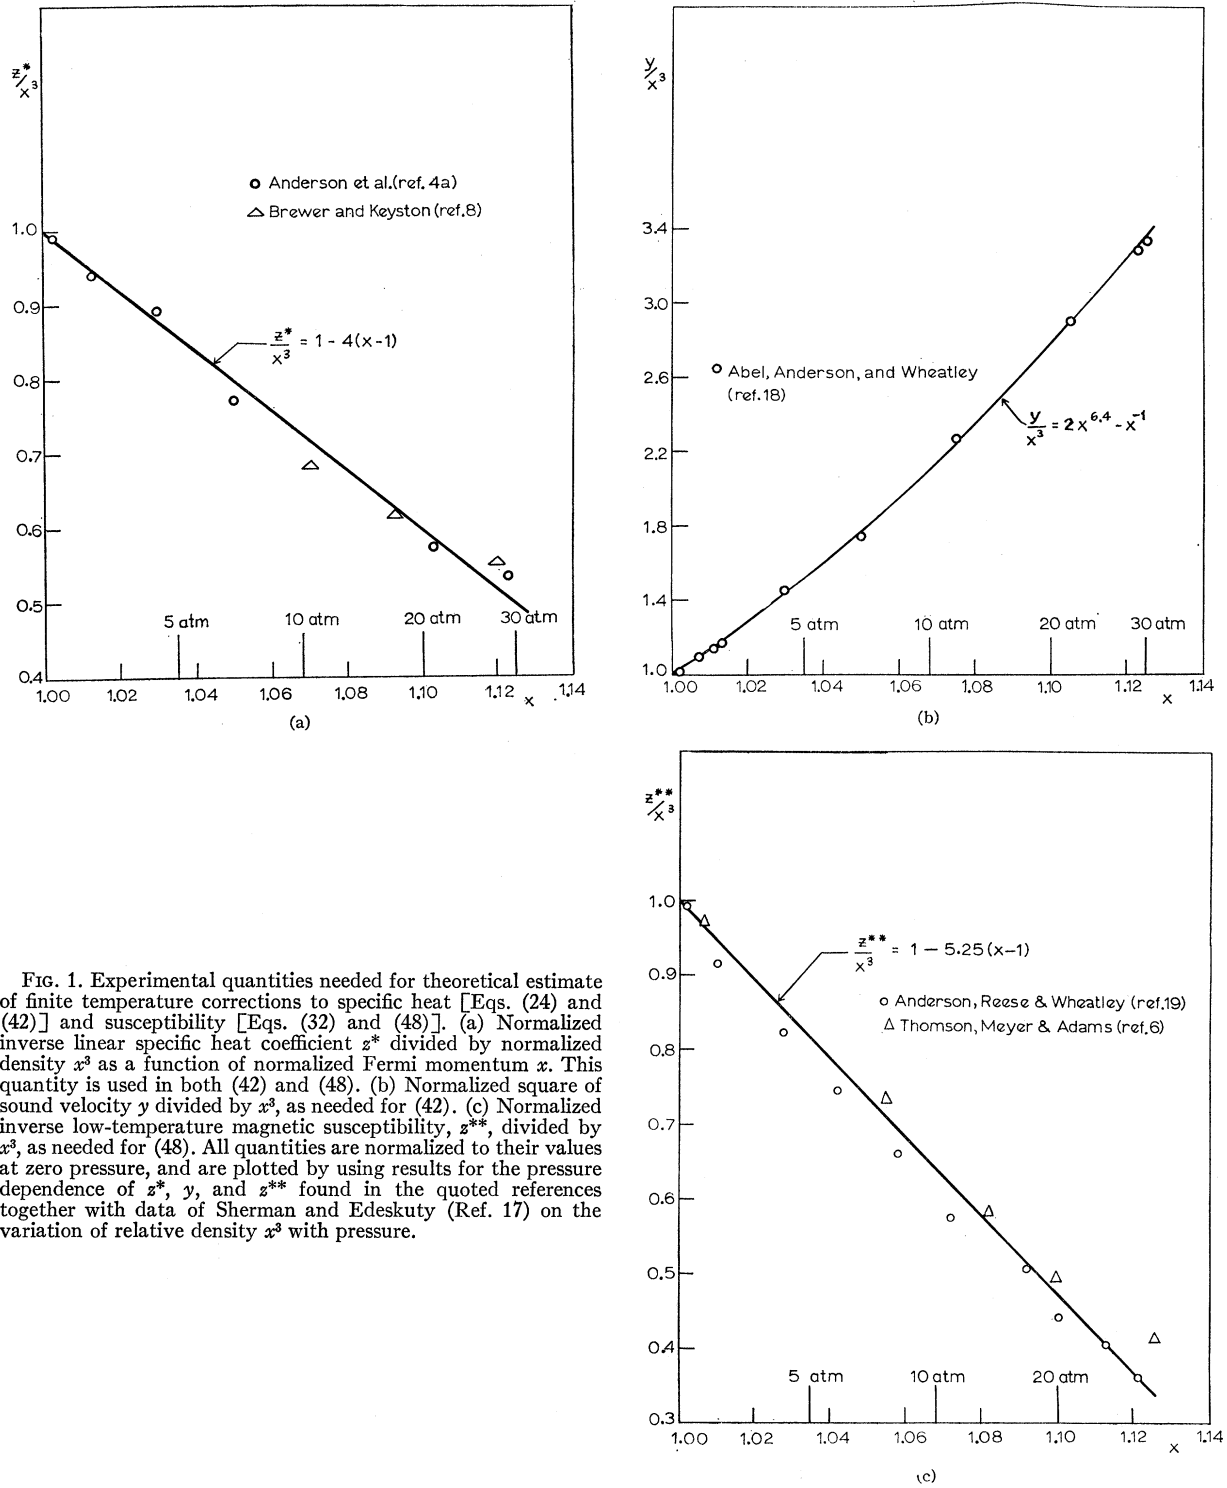 z*/x³
Anderson et al.(ref. 4a)
Brewer and Keyston (ref.8)
1.0
0.9
z*/x³ = 1 - 4(x-1)
0.8
0.7
0.6
0.5
5 atm 10 atm 20 atm 30 atm
0.4
1.00 1.02 1.04 1.06 1.08 1.10 1.12 x 1.14
(a)
y/x³
3.4
3.0
2.6
Abel, Anderson, and Wheatley
(ref.18)
y/x³ = 2x^6.4 - x^-1
2.2
1.8
1.4
5 atm 10 atm 20 atm 30 atm
1.0
1.00 1.02 1.04 1.06 1.08 1.10 1.12 x 1.14
(b)
z**/x³
1.0
z**/x³ = 1 – 5.25 (x-1)
0.9
Anderson, Reese & Wheatley (ref.19)
Thomson, Meyer & Adams (ref.6)
0.8
0.7
0.6
0.5
0.4
5 atm 10 atm 20 atm
0.3
1.00 1.02 1.04 1.06 1.08 1.10 1.12 x 1.14
(c)
FIG. 1. Experimental quantities needed for theoretical estimate
of finite temperature corrections to specific heat [Eqs. (24) and
(42)] and susceptibility [Eqs. (32) and (48)]. (a) Normalized
inverse linear specific heat coefficient z* divided by normalized
density x³ as a function of normalized Fermi momentum x. This
quantity is used in both (42) and (48). (b) Normalized square of
sound velocity y divided by x³, as needed for (42). (c) Normalized
inverse low-temperature magnetic susceptibility, z**, divided by
x³, as needed for (48). All quantities are normalized to their values
at zero pressure, and are plotted by using results for the pressure
dependence of z*, y, and z** found in the quoted references
together with data of Sherman and Edeskuty (Ref. 17) on the
variation of relative density x³ with pressure.